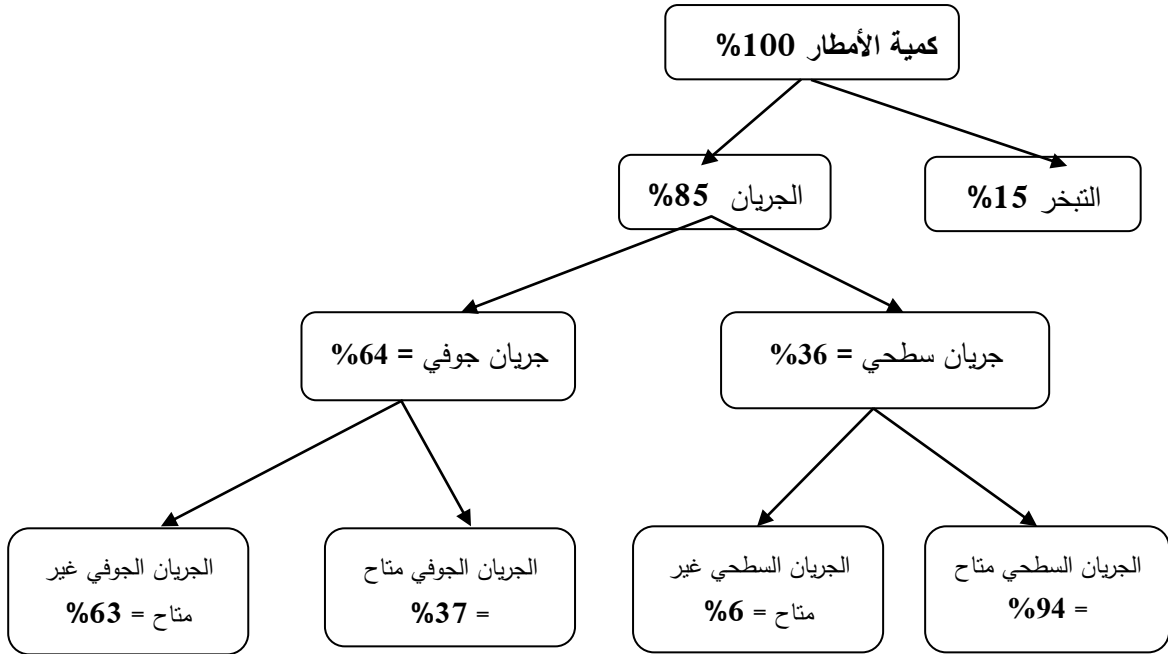 كمية الأمطار 100%
التبخر 15%
الجريان 85%
جريان سطحي = 36%
جريان جوفي = 64%
الجريان السطحي متاح
= 94%
الجريان السطحي غير
متاح = 6%
الجريان الجوفي متاح
= 37%
الجريان الجوفي غير
متاح = 63%